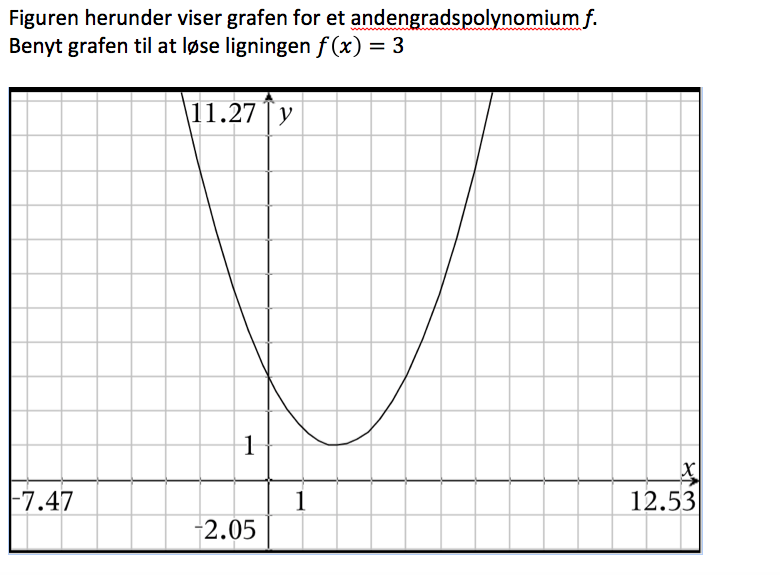 Figuren herunder viser grafen for et andengradspolynomium f.
Benyt grafen til at løse ligningen f(x) = 3
11.27 y
1
x
-7.47 1 12.53
-2.05